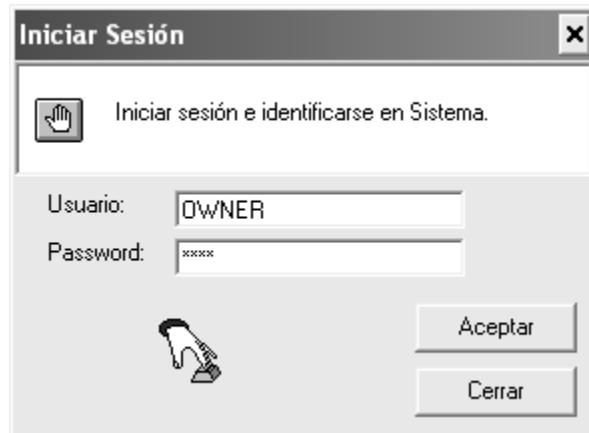 Iniciar Sesión
Iniciar sesión e identificarse en Sistema.
Usuario: OWNER
Password: ****
Aceptar
Cerrar